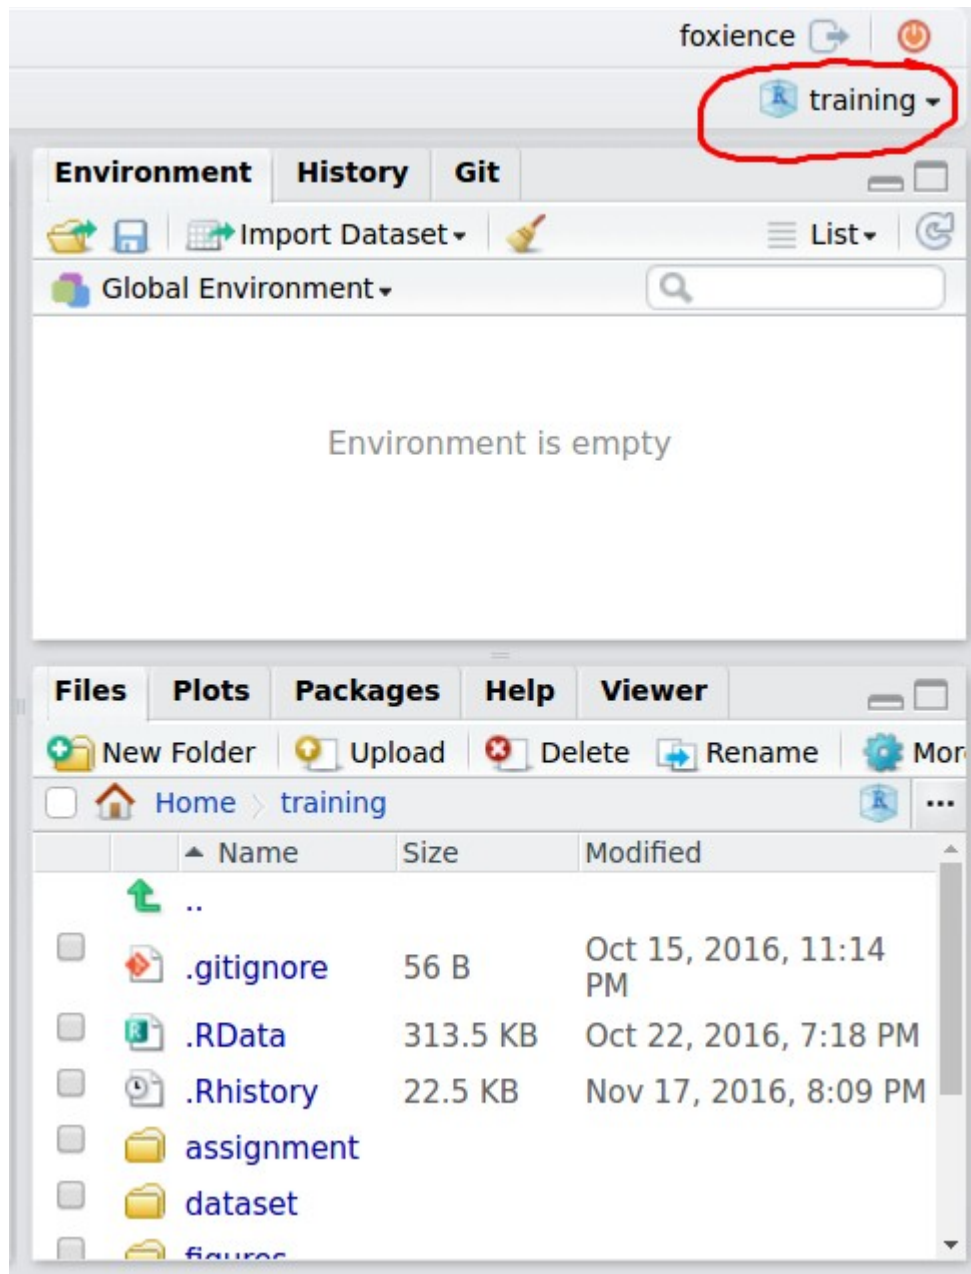 foxience
training
Environment History Git
Import Dataset List
Global Environment
Environment is empty
Files Plots Packages Help Viewer
New Folder Upload Delete Rename More
Home training
Name Size Modified
..
.gitignore 56 B Oct 15, 2016, 11:14
PM
.RData 313.5 KB Oct 22, 2016, 7:18 PM
.Rhistory 22.5 KB Nov 17, 2016, 8:09 PM
assignment
dataset
figures